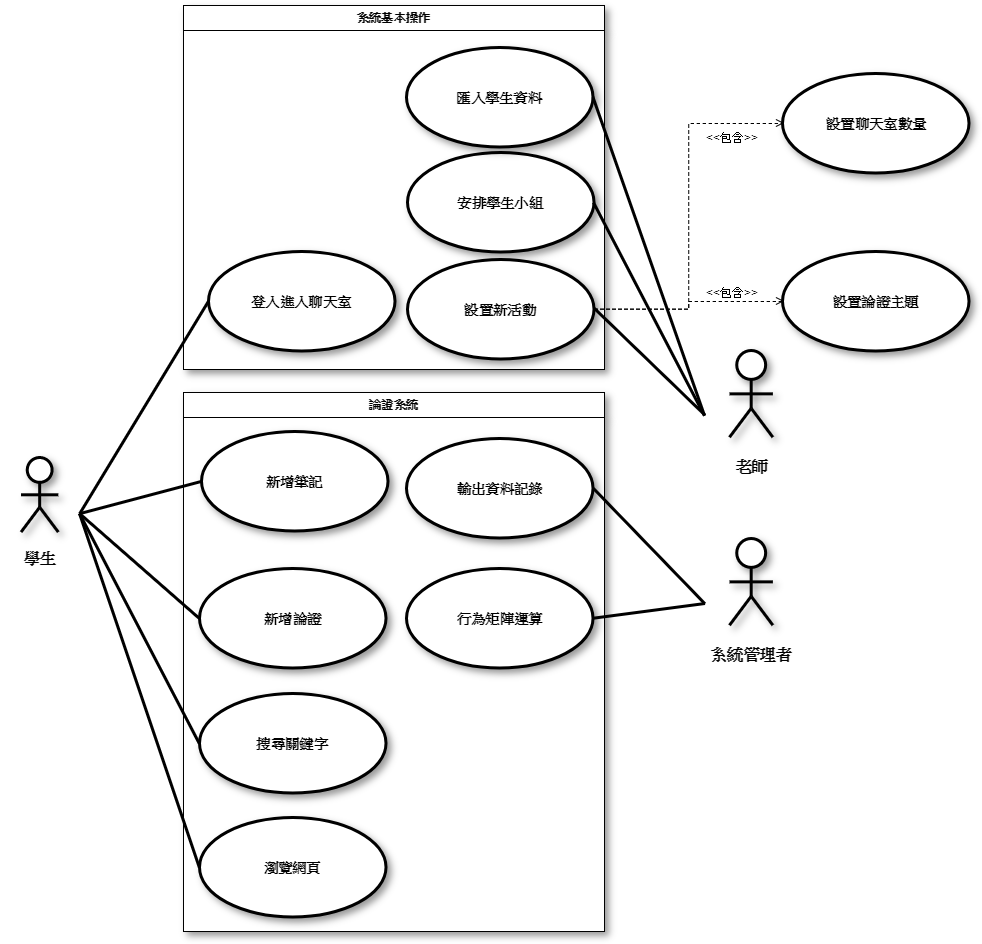 系統基本操作
匯入學生資料
設置聊天室數量
<<包含>>
安排學生小組
登入進入聊天室
設置新活動
<<包含>>
設置論證主題
老師
論證系統
新增筆記
輸出資料記錄
學生
新增論證
行為矩陣運算
系統管理者
搜尋關鍵字
瀏覽網頁